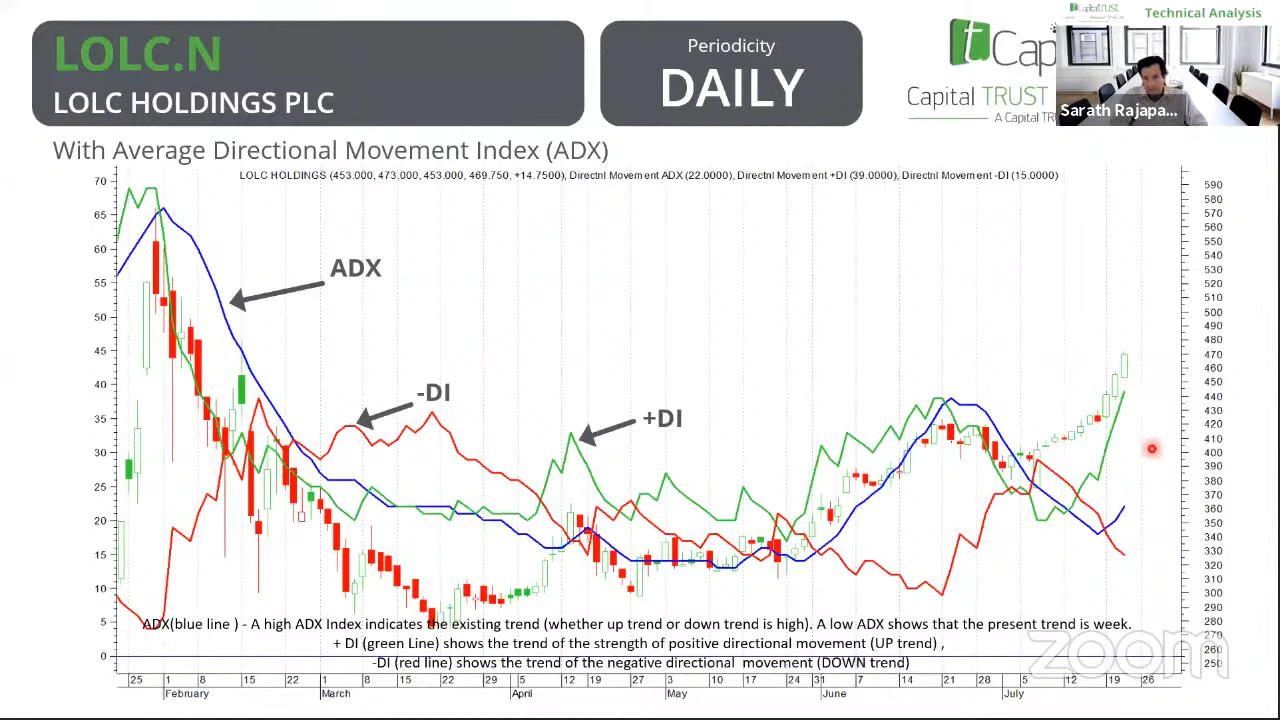 LOLC.N
LOLC HOLDINGS PLC
Periodicity
DAILY
Capital TRUST
Technical Analysis
Sarath Rajapa...
With Average Directional Movement Index (ADX)
LOLC HOLDINGS (453.000, 473.000, 453.000, 469.750, +14.7500), Directnl Movement ADX (22.0000), Directnl Movement +DI (39.0000), Directnl Movement -DI (15.0000)
70
65
60
55
50
45
40
35
30
25
20
15
10
5
0
590
580
570
560
550
540
530
520
510
500
490
480
470
460
450
440
430
420
410
400
390
380
370
360
350
340
330
320
310
300
290
280
270
260
250
ADX
-DI
+DI
ADX(blue line ) - A high ADX Index indicates the existing trend (whether up trend or down trend is high). A low ADX shows that the present trend is week.
+ DI (green Line) shows the trend of the strength of positive directional movement (UP trend) ,
-DI (red line) shows the trend of the negative directional movement (DOWN trend)
zoom
25 1 8 15 22 1 8 15 22 29 5 12 19 27 3 10 17 24 31 7 14 21 28 5 12 19 26
February March April May June July